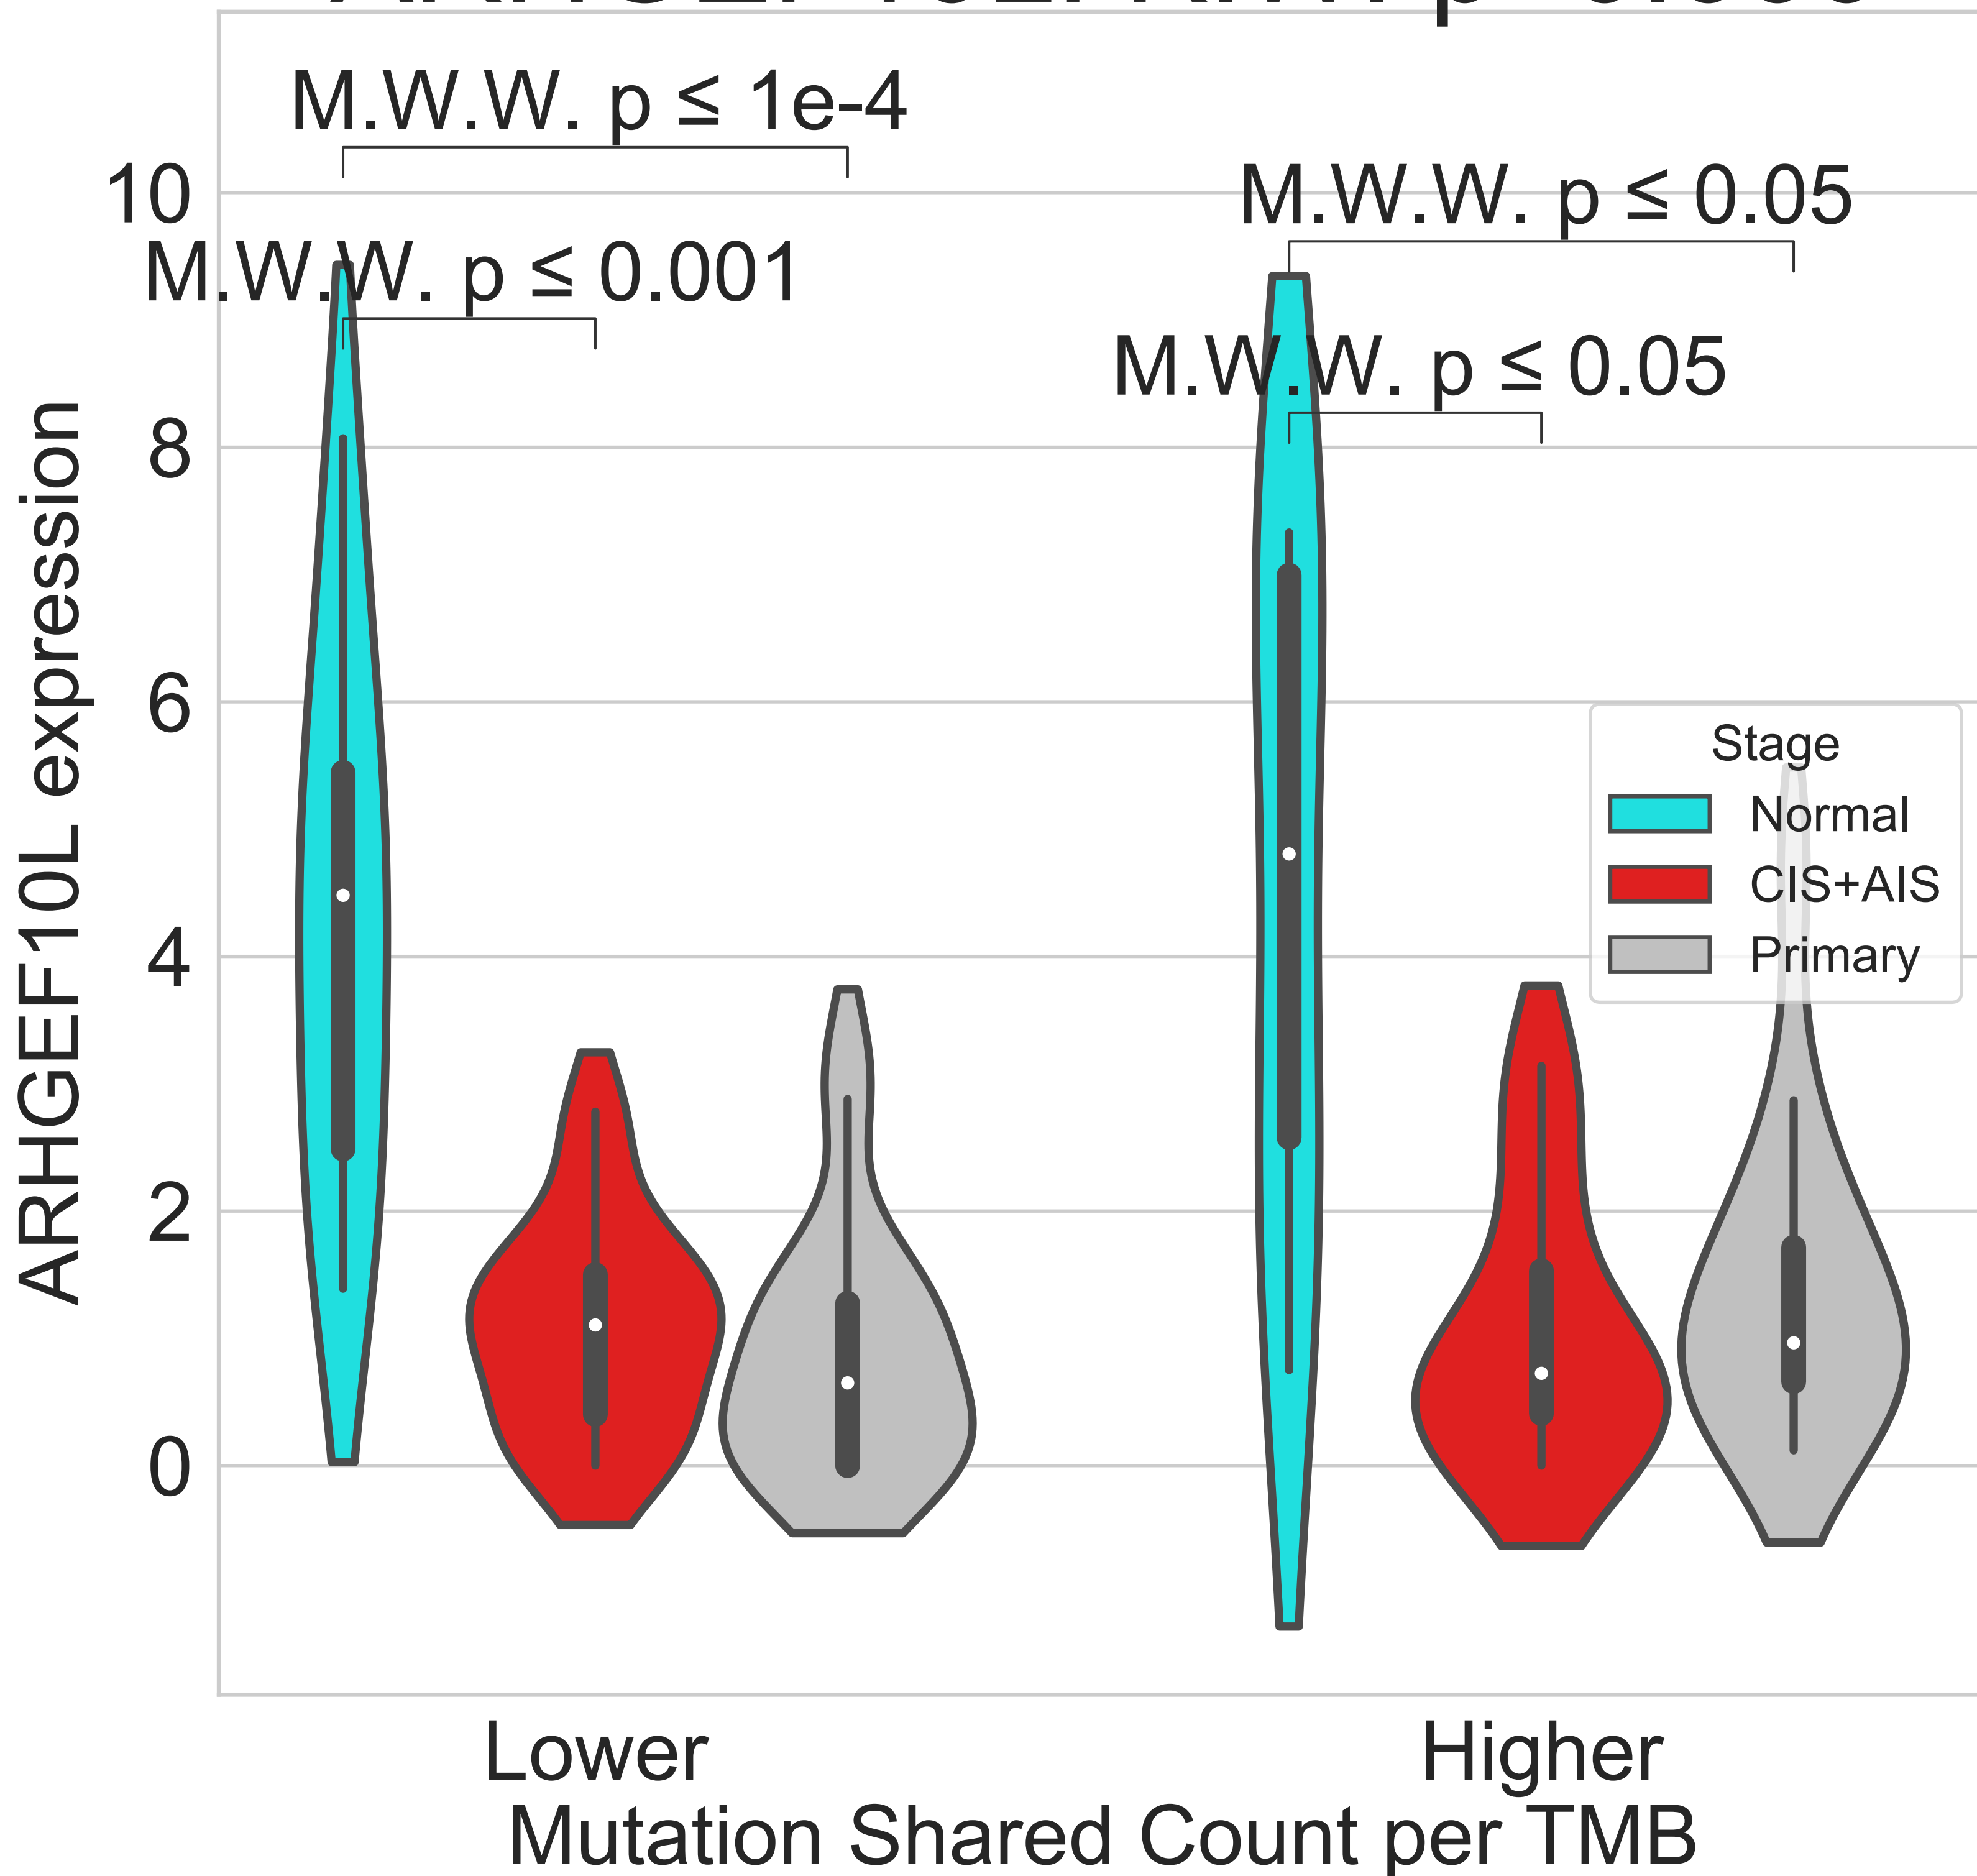 M.W.W. p ≤ 1e-4
M.W.W. p ≤ 0.05
10
M.W.W. p ≤ 0.001
M.W.W. p ≤ 0.05
8
6
4
2
0
ARHGEF10L expression
Stage
Normal
CIS+AIS
Primary
Lower
Higher
Mutation Shared Count per TMB